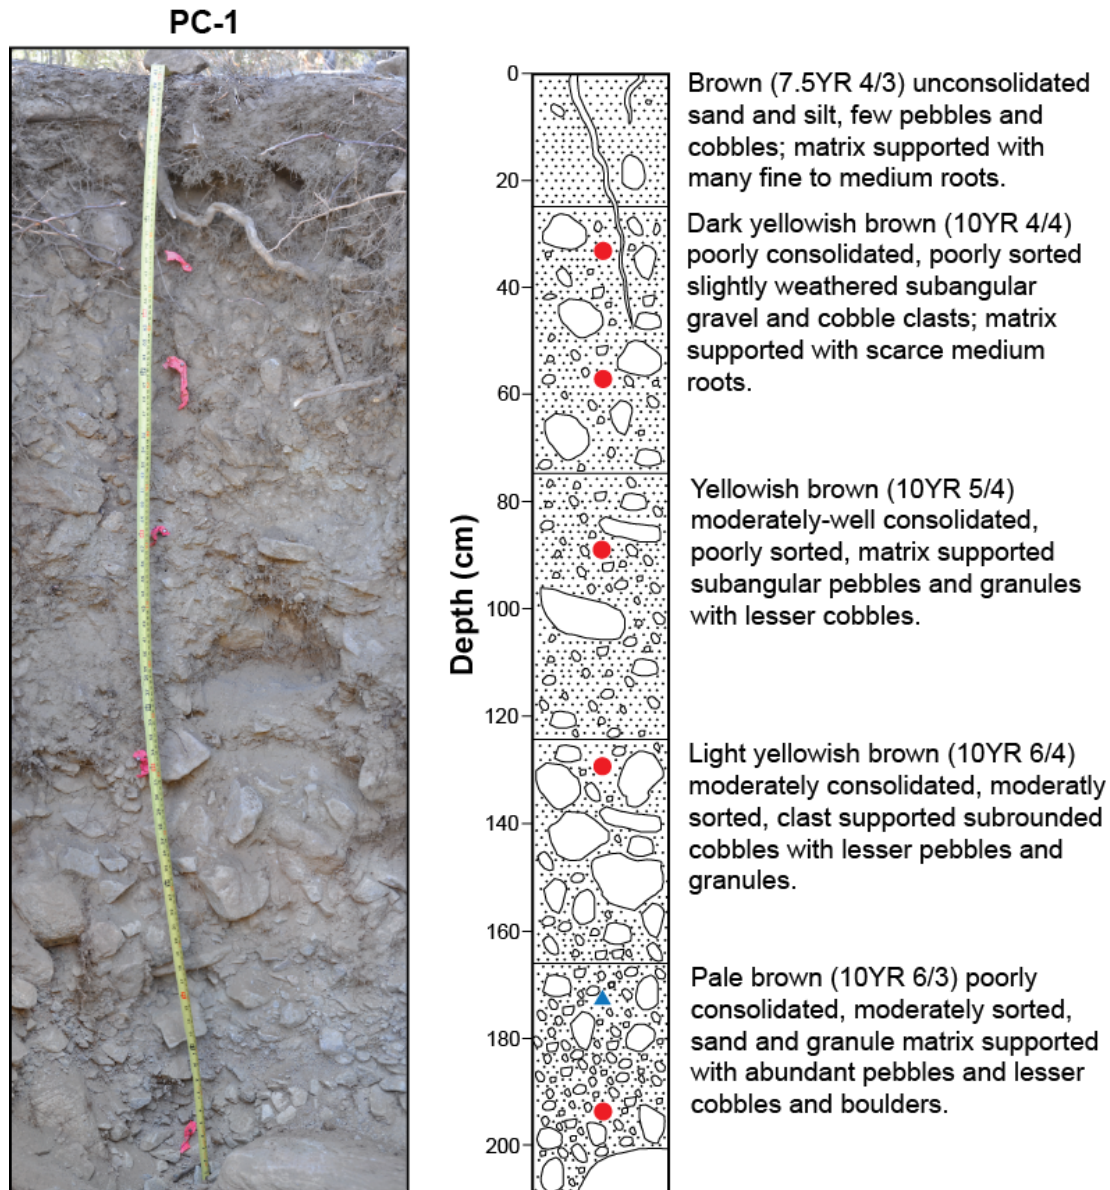 PC-1
Depth (cm)
0
20
40
60
80
100
120
140
160
180
200
Brown (7.5YR 4/3) unconsolidated
sand and silt, few pebbles and
cobbles; matrix supported with
many fine to medium roots.
Dark yellowish brown (10YR 4/4)
poorly consolidated, poorly sorted
slightly weathered subangular
gravel and cobble clasts; matrix
supported with scarce medium
roots.
Yellowish brown (10YR 5/4)
moderately-well consolidated,
poorly sorted, matrix supported
subangular pebbles and granules
with lesser cobbles.
Light yellowish brown (10YR 6/4)
moderately consolidated, moderatly
sorted, clast supported subrounded
cobbles with lesser pebbles and
granules.
Pale brown (10YR 6/3) poorly
consolidated, moderately sorted,
sand and granule matrix supported
with abundant pebbles and lesser
cobbles and boulders.